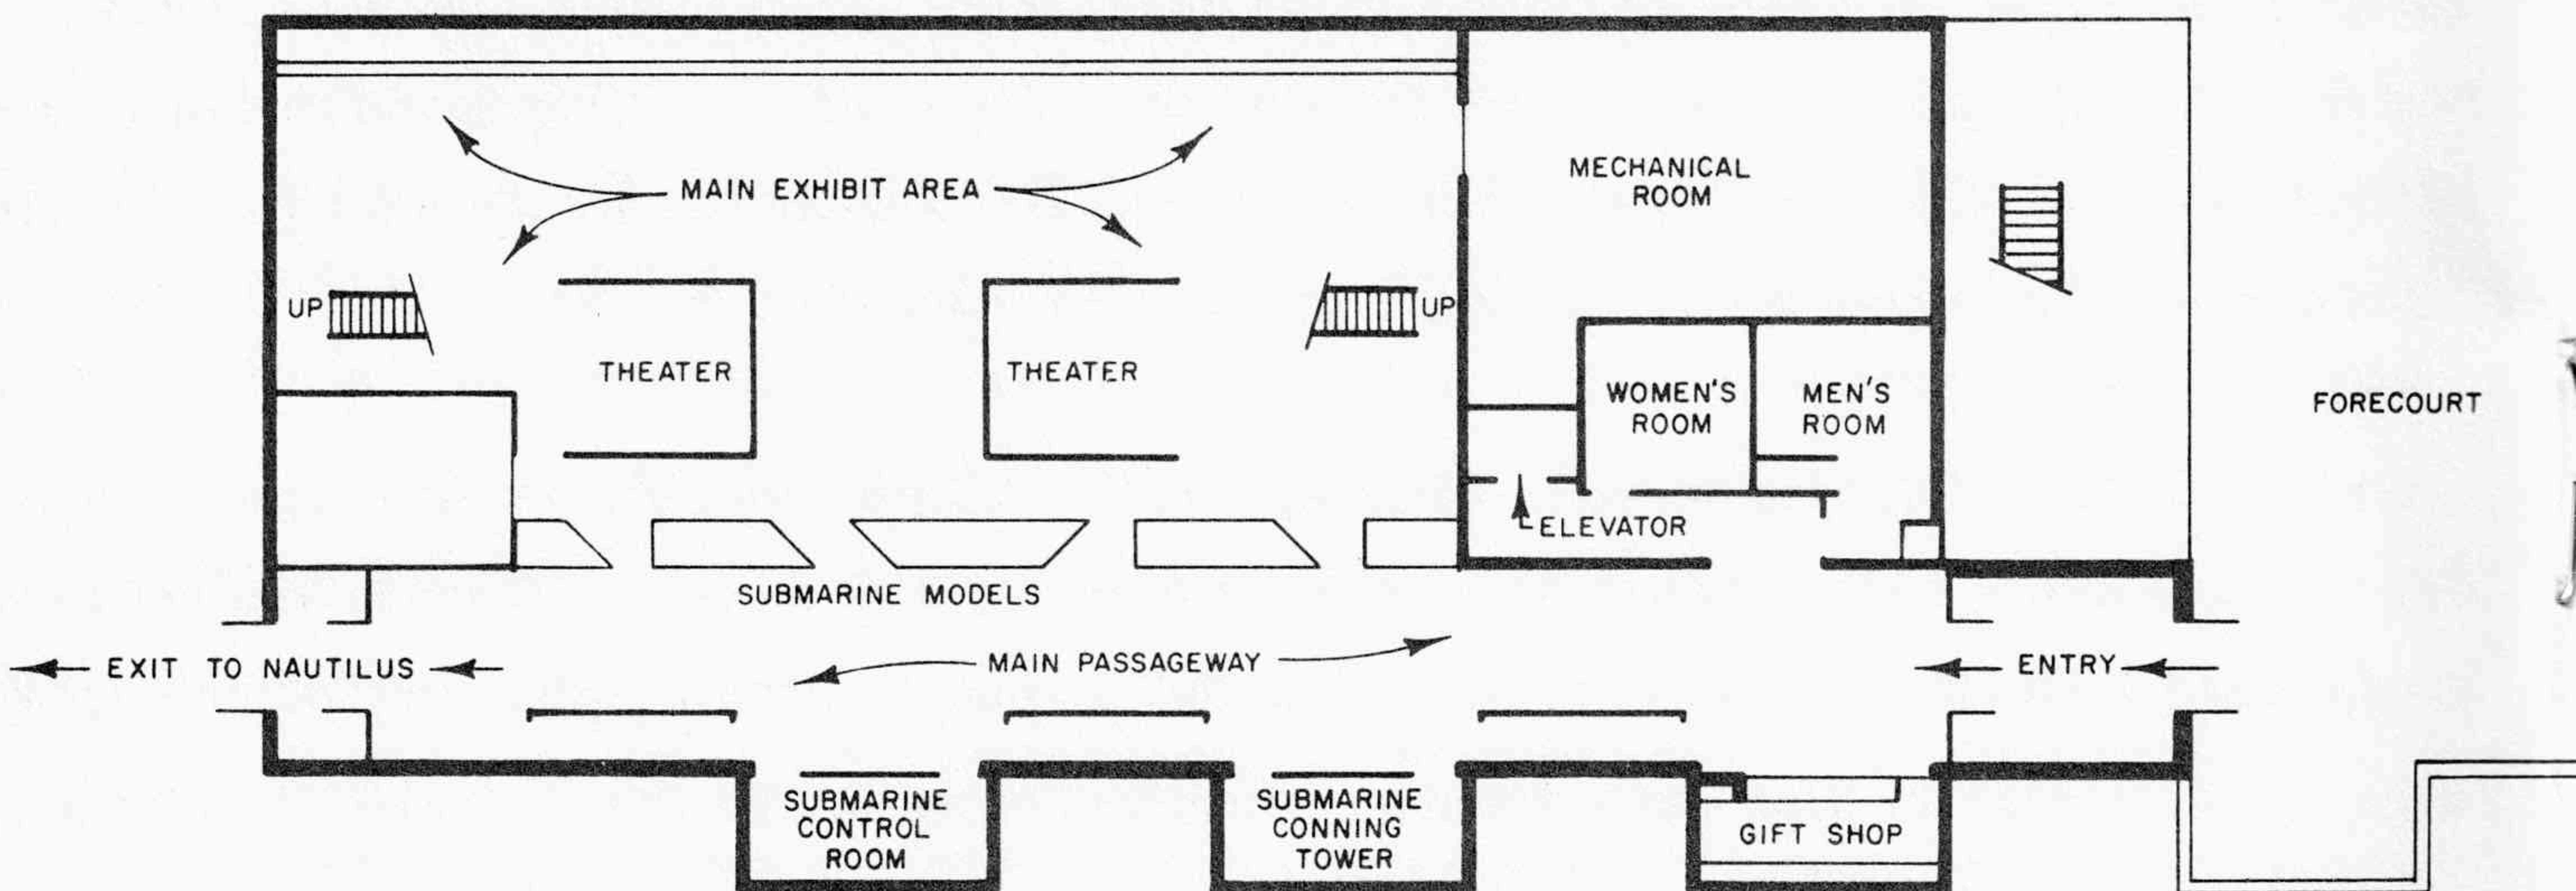 MECHANICAL
ROOM
MAIN EXHIBIT AREA
UP
UP
THEATER
THEATER
WOMEN'S
ROOM
MEN'S
ROOM
FORECOURT
ELEVATOR
SUBMARINE MODELS
MAIN PASSAGEWAY
EXIT TO NAUTILUS
ENTRY
SUBMARINE
CONTROL
ROOM
SUBMARINE
CONNING
TOWER
GIFT SHOP